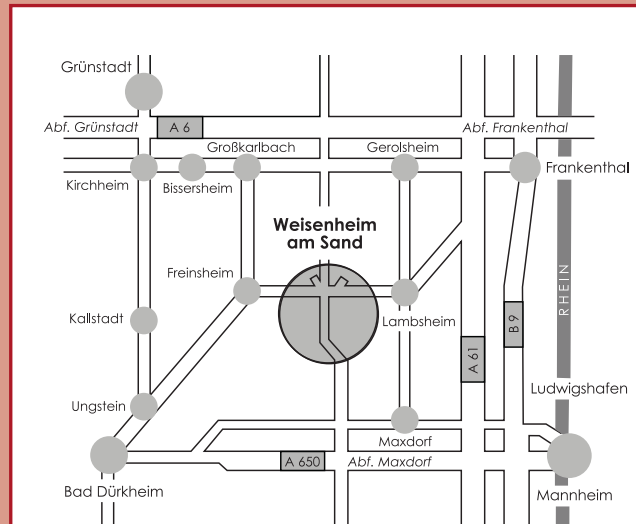 Grünstadt
Abf. Grünstadt
A 6
Abf. Frankenthal
Großkarlbach
Gerolsheim
Kirchheim
Bissersheim
Frankenthal
Weisenheim
am Sand
Freinsheim
Kallstadt
Lambsheim
RHEIN
B 9
A 61
Ungstein
Ludwigshafen
Maxdorf
A 650
Abf. Maxdorf
Bad Dürkheim
Mannheim